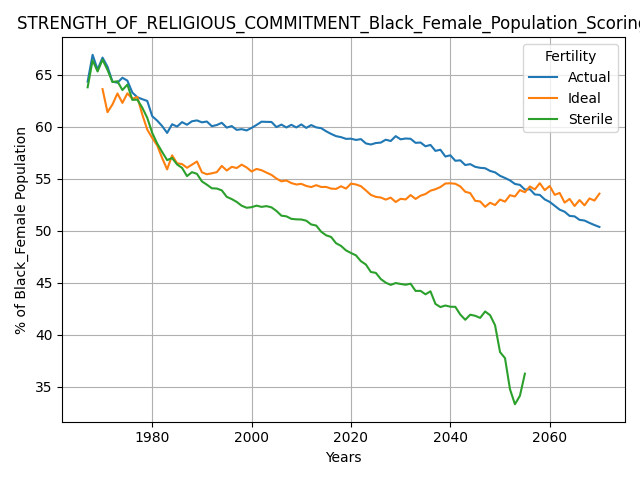 STRENGTH_OF_RELIGIOUS_COMMITMENT_Black_Female_Population_Scorin
Fertility
Actual
Ideal
Sterile
% of Black_Female Population
65
60
55
50
45
40
35
1980
2000
2020
2040
2060
Years